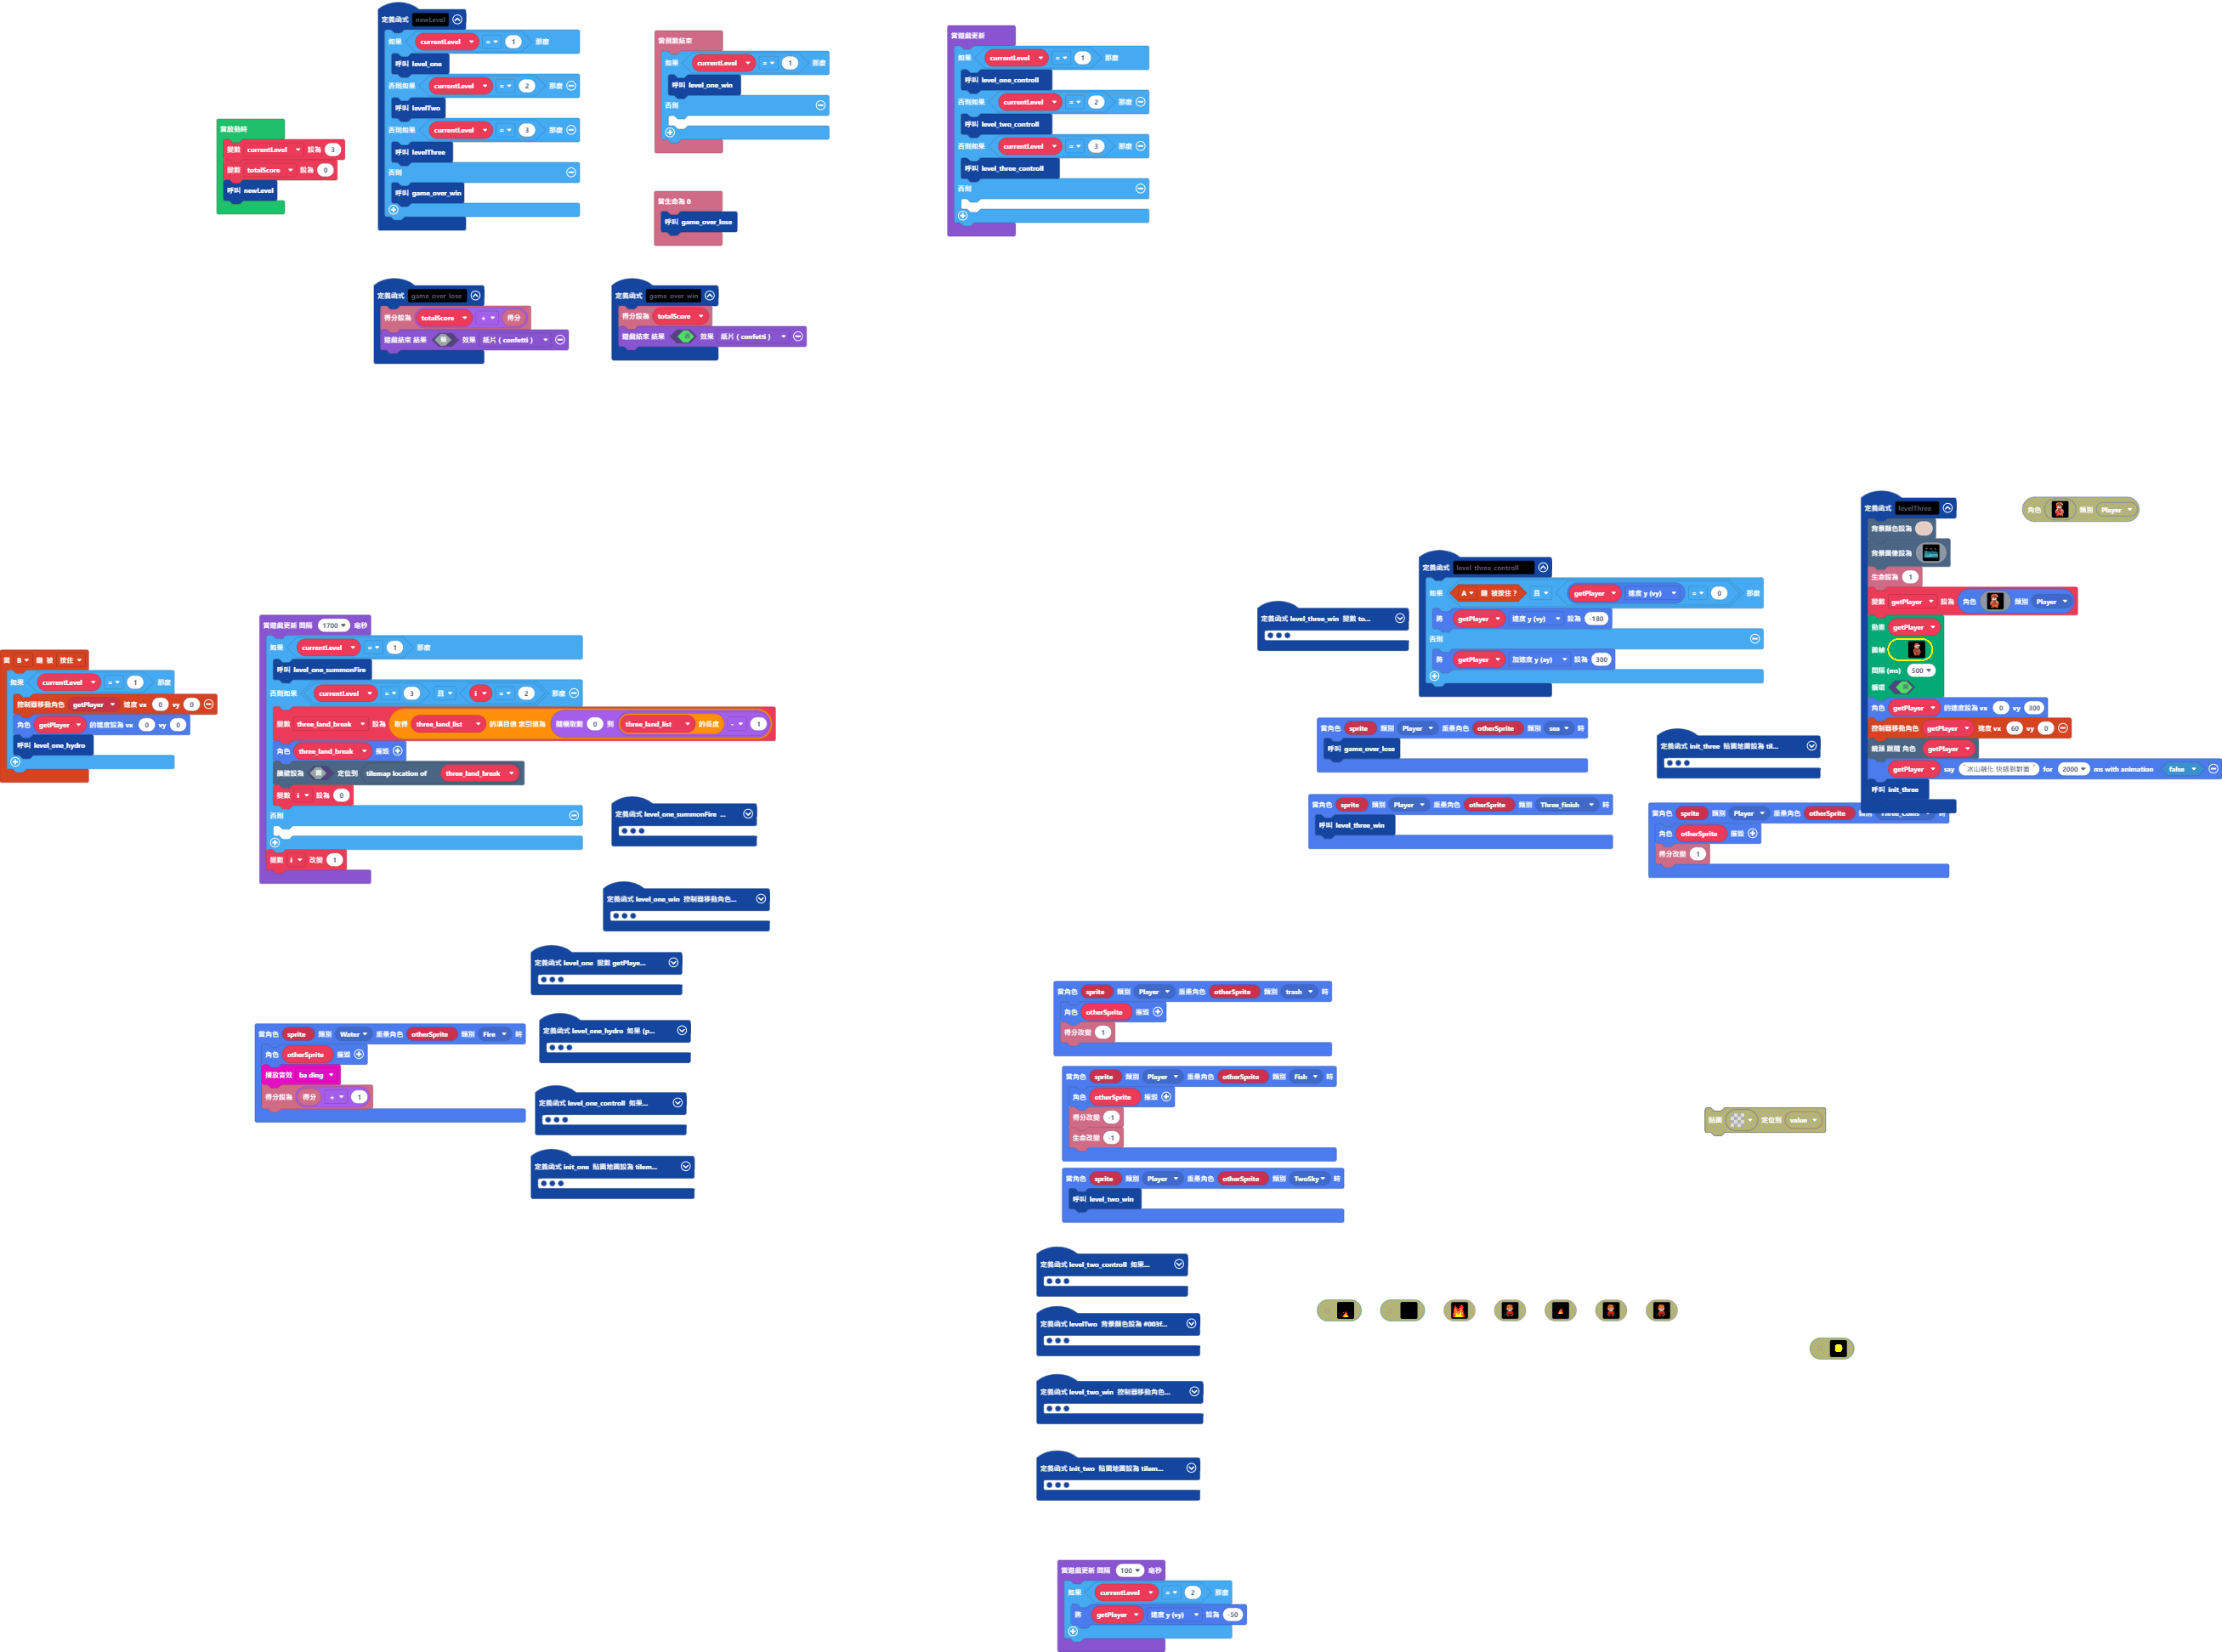 當啟動時
變數 currentLevel 設為 3
變數 totalScore 設為 0
呼叫 newLevel
定義函式 newLevel
如果 currentLevel = 1 那麼
呼叫 level_one
否則如果 currentLevel = 2 那麼
呼叫 levelTwo
否則如果 currentLevel = 3 那麼
呼叫 levelThree
否則
呼叫 game_over_win
當倒數結束
如果 currentLevel = 1 那麼
呼叫 level_one_win
否則
當生命為 0
呼叫 game_over_lose
當遊戲更新
如果 currentLevel = 1 那麼
呼叫 level_one_controll
否則如果 currentLevel = 2 那麼
呼叫 level_two_controll
否則如果 currentLevel = 3 那麼
呼叫 level_three_controll
否則
定義函式 game_over_lose
得分設為 totalScore + 得分
遊戲結束 結果 效果 紙片 ( confetti )
定義函式 game_over_win
得分設為 totalScore
遊戲結束 結果 效果 紙片 ( confetti )
當 B 鍵 被 按住
如果 currentLevel = 1 那麼
控制器移動角色 getPlayer 速度 vx 0 vy 0
角色 getPlayer 的速度設為 vx 0 vy 0
呼叫 level_one_hydro
當遊戲更新 間隔 1700 毫秒
如果 currentLevel = 1 那麼
呼叫 level_one_summonFire
否則如果 currentLevel = 3 且 i = 2 那麼
變數 three_land_break 設為 取得 three_land_list 的項目值 索引值為 隨機取數 0 到 three_land_list 的長度 - 1
角色 three_land_break 摧毀
牆壁設為 定位到 tilemap location of three_land_break
變數 i 設為 0
否則
變數 i 改變 1
定義函式 level_one_summonFire ...
定義函式 level_one_win 控制器移動角色...
定義函式 level_one 變數 getPlaye...
定義函式 level_one_hydro 如果 (p...
定義函式 level_one_controll 如果...
定義函式 init_one 貼圖地圖設為 tilem...
當角色 sprite 類別 Water 重疊角色 otherSprite 類別 Fire 時
角色 otherSprite 摧毀
播放音效 ba ding
得分設為 得分 + 1
定義函式 level_three_win 變數 to...
定義函式 level_three_controll
如果 A 鍵 被按住？ 且 getPlayer 速度 y (vy) = 0 那麼
將 getPlayer 速度 y (vy) 設為 -180
否則
將 getPlayer 加速度 y (ay) 設為 300
當角色 sprite 類別 Player 重疊角色 otherSprite 類別 sea 時
呼叫 game_over_lose
當角色 sprite 類別 Player 重疊角色 otherSprite 類別 Three_finish 時
呼叫 level_three_win
定義函式 init_three 貼圖地圖設為 til...
當角色 sprite 類別 Player 重疊角色 otherSprite 時
角色 otherSprite 摧毀
得分改變 1
定義函式 levelThree
背景顏色設為
背景圖像設為
生命設為 1
變數 getPlayer 設為 角色 類別 Player
動畫 getPlayer
影格
間隔 (ms) 500
循環
角色 getPlayer 的速度設為 vx 0 vy 300
控制器移動角色 getPlayer 速度 vx 60 vy 0
鏡頭 跟隨 角色 getPlayer
getPlayer say "冰山融化 快逃到對面" for 2000 ms with animation false
呼叫 init_three
角色 類別 Player
當角色 sprite 類別 Player 重疊角色 otherSprite 類別 trash 時
角色 otherSprite 摧毀
得分改變 1
當角色 sprite 類別 Player 重疊角色 otherSprite 類別 Fish 時
角色 otherSprite 摧毀
得分改變 -1
生命改變 -1
當角色 sprite 類別 Player 重疊角色 otherSprite 類別 TwoSky 時
呼叫 level_two_win
貼圖 定位到 value
定義函式 level_two_controll 如果...
定義函式 levelTwo 背景顏色設為 #003f...
定義函式 level_two_win 控制器移動角色...
定義函式 init_two 貼圖地圖設為 tilem...
當遊戲更新 間隔 100 毫秒
如果 currentLevel = 2 那麼
將 getPlayer 速度 y (vy) 設為 -50